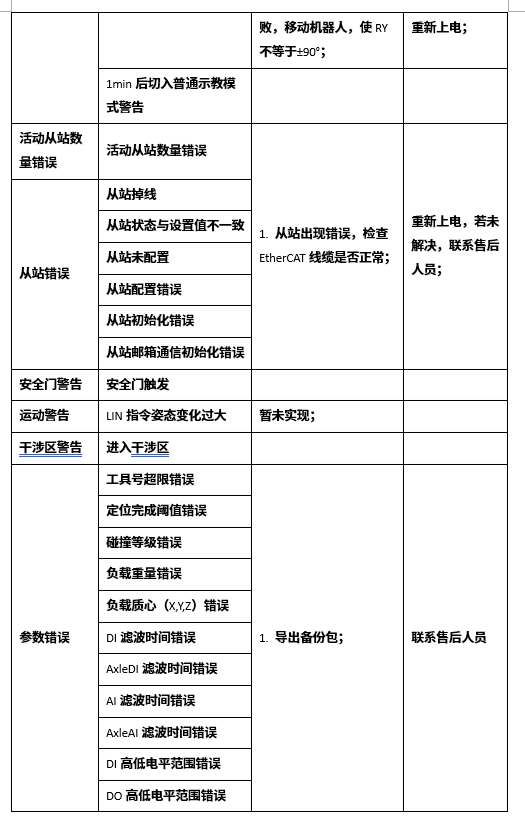 败，移动机器人，使 RY
不等于±90°；
重新上电；
1min 后切入普通示教模
式警告
活动从站数
量错误
活动从站数量错误
从站错误
从站掉线
从站状态与设置值不一致
从站未配置
从站配置错误
从站初始化错误
从站邮箱通信初始化错误
1. 从站出现错误，检查
EtherCAT 线缆是否正常；
重新上电，若未
解决，联系售后
人员；
安全门警告
安全门触发
运动警告
LIN 指令姿态变化过大
暂未实现；
干涉区警告
进入干涉区
参数错误
工具号超限错误
定位完成阈值错误
碰撞等级错误
负载重量错误
负载质心（X,Y,Z）错误
DI 滤波时间错误
AxleDI 滤波时间错误
AI 滤波时间错误
AxleAI 滤波时间错误
DI 高低电平范围错误
DO 高低电平范围错误
1. 导出备份包；
联系售后人员